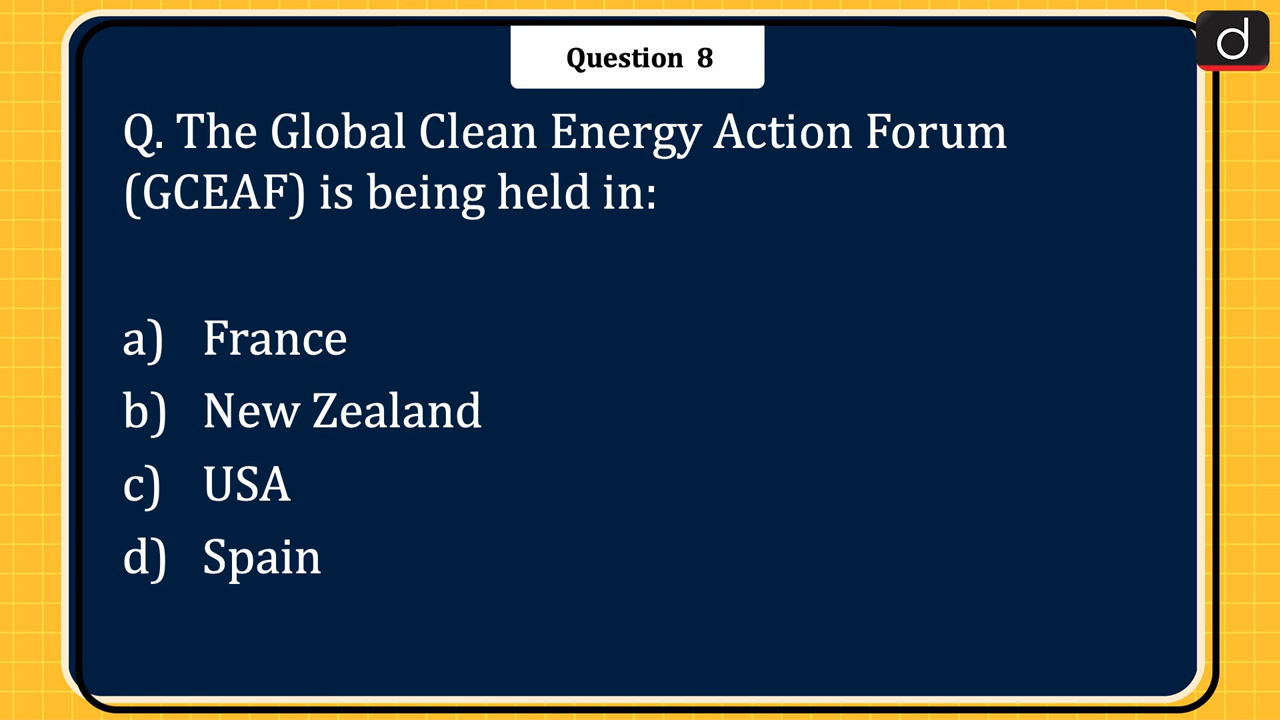 Question 8
d
Q. The Global Clean Energy Action Forum
(GCEAF) is being held in:
a) France
b) New Zealand
c) USA
d) Spain